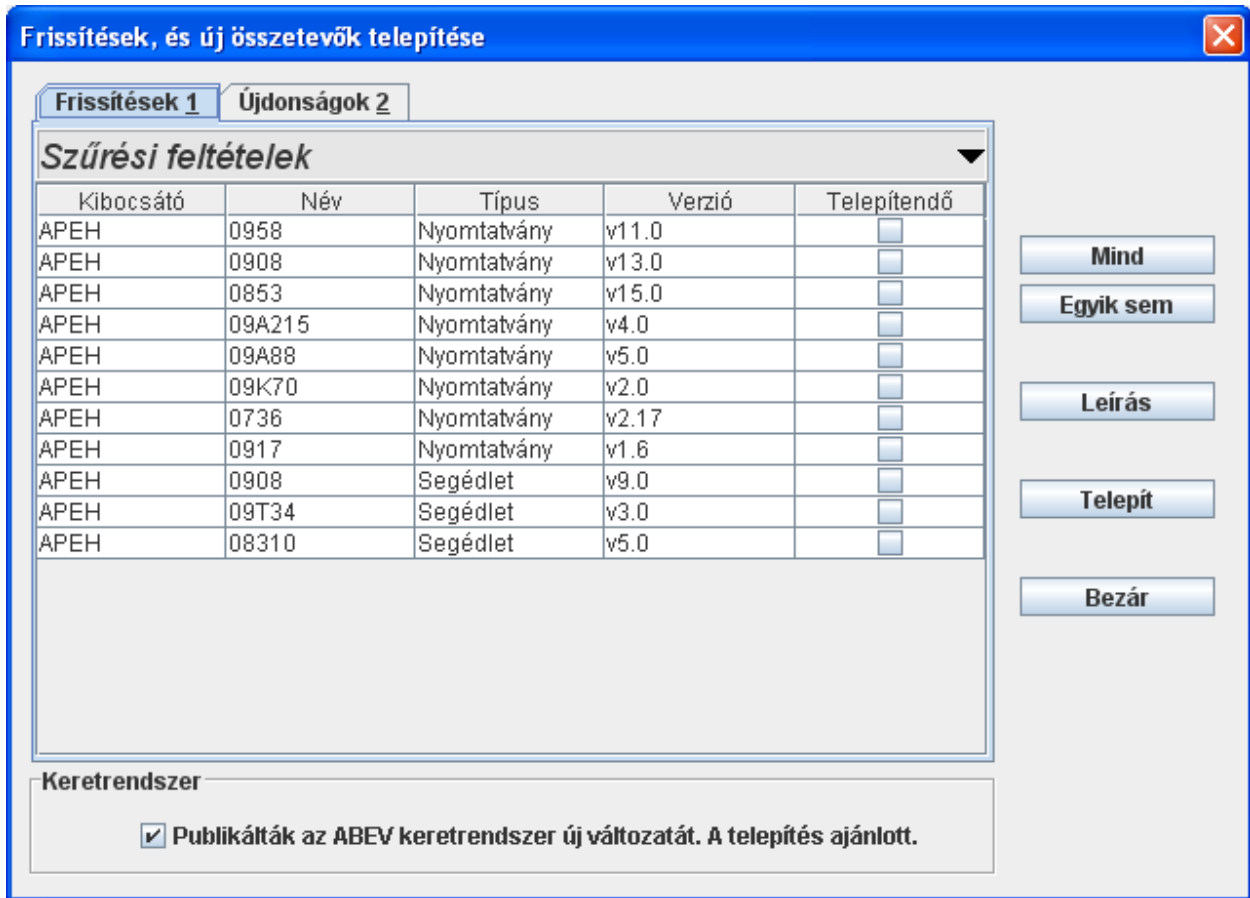 Frissítések, és új összetevők telepítése
Frissítések 1 Újdonságok 2
Szűrési feltételek
Kibocsátó Név Típus Verzió Telepítendő
APEH 0958 Nyomtatvány v11.0
APEH 0908 Nyomtatvány v13.0
APEH 0853 Nyomtatvány v15.0
APEH 09A215 Nyomtatvány v4.0
APEH 09A88 Nyomtatvány v5.0
APEH 09K70 Nyomtatvány v2.0
APEH 0736 Nyomtatvány v2.17
APEH 0917 Nyomtatvány v1.6
APEH 0908 Segédlet v9.0
APEH 09T34 Segédlet v3.0
APEH 08310 Segédlet v5.0
Mind
Egyik sem
Leírás
Telepít
Bezár
Keretrendszer
Publikálták az ABEV keretrendszer új változatát. A telepítés ajánlott.